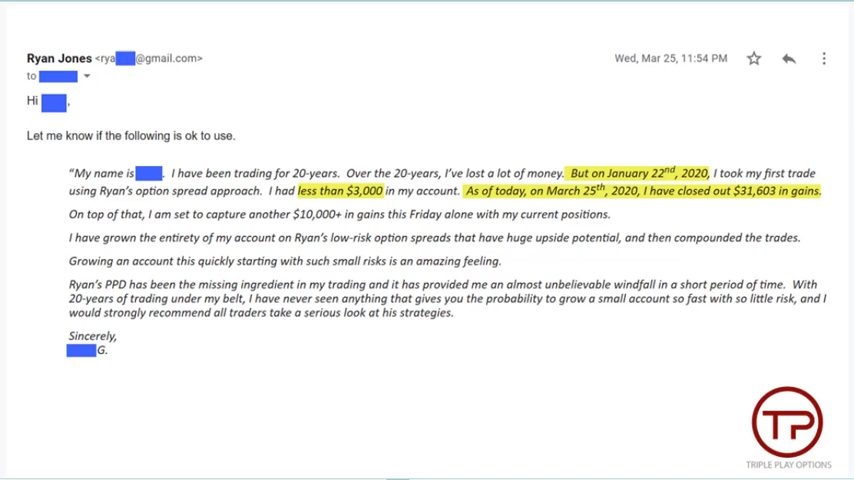 Ryan Jones <rya @gmail.com>
Wed, Mar 25, 11:54 PM
to
Hi ,
Let me know if the following is ok to use.
"My name is . I have been trading for 20-years. Over the 20-years, I've lost a lot of money. But on January 22nd, 2020, I took my first trade
using Ryan's option spread approach. I had less than $3,000 in my account. As of today, on March 25th, 2020, I have closed out $31,603 in gains.
On top of that, I am set to capture another $10,000+ in gains this Friday alone with my current positions.
I have grown the entirety of my account on Ryan's low-risk option spreads that have huge upside potential, and then compounded the trades.
Growing an account this quickly starting with such small risks is an amazing feeling.
Ryan's PPD has been the missing ingredient in my trading and it has provided me an almost unbelievable windfall in a short period of time. With
20-years of trading under my belt, I have never seen anything that gives you the probability to grow a small account so fast with so little risk, and I
would strongly recommend all traders take a serious look at his strategies.
Sincerely,
G.
TP
TRIPLE PLAY OPTIONS